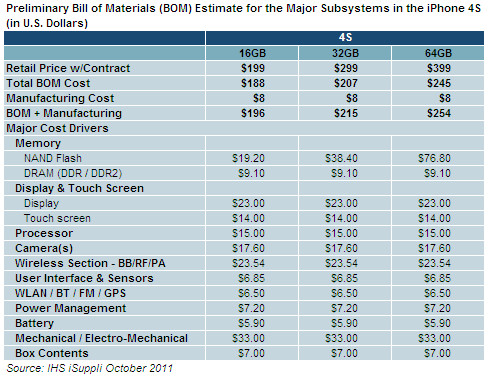 Preliminary Bill of Materials (BOM) Estimate for the Major Subsystems in the iPhone 4S
(in U.S. Dollars)
4S
16GB 32GB 64GB
Retail Price w/Contract $199 $299 $399
Total BOM Cost $188 $207 $245
Manufacturing Cost $8 $8 $8
BOM + Manufacturing $196 $215 $254
Major Cost Drivers
Memory
NAND Flash $19.20 $38.40 $76.80
DRAM (DDR / DDR2) $9.10 $9.10 $9.10
Display & Touch Screen
Display $23.00 $23.00 $23.00
Touch screen $14.00 $14.00 $14.00
Processor $15.00 $15.00 $15.00
Camera(s) $17.60 $17.60 $17.60
Wireless Section - BB/RF/PA $23.54 $23.54 $23.54
User Interface & Sensors $6.85 $6.85 $6.85
WLAN / BT / FM / GPS $6.50 $6.50 $6.50
Power Management $7.20 $7.20 $7.20
Battery $5.90 $5.90 $5.90
Mechanical / Electro-Mechanical $33.00 $33.00 $33.00
Box Contents $7.00 $7.00 $7.00
Source: IHS iSuppli October 2011